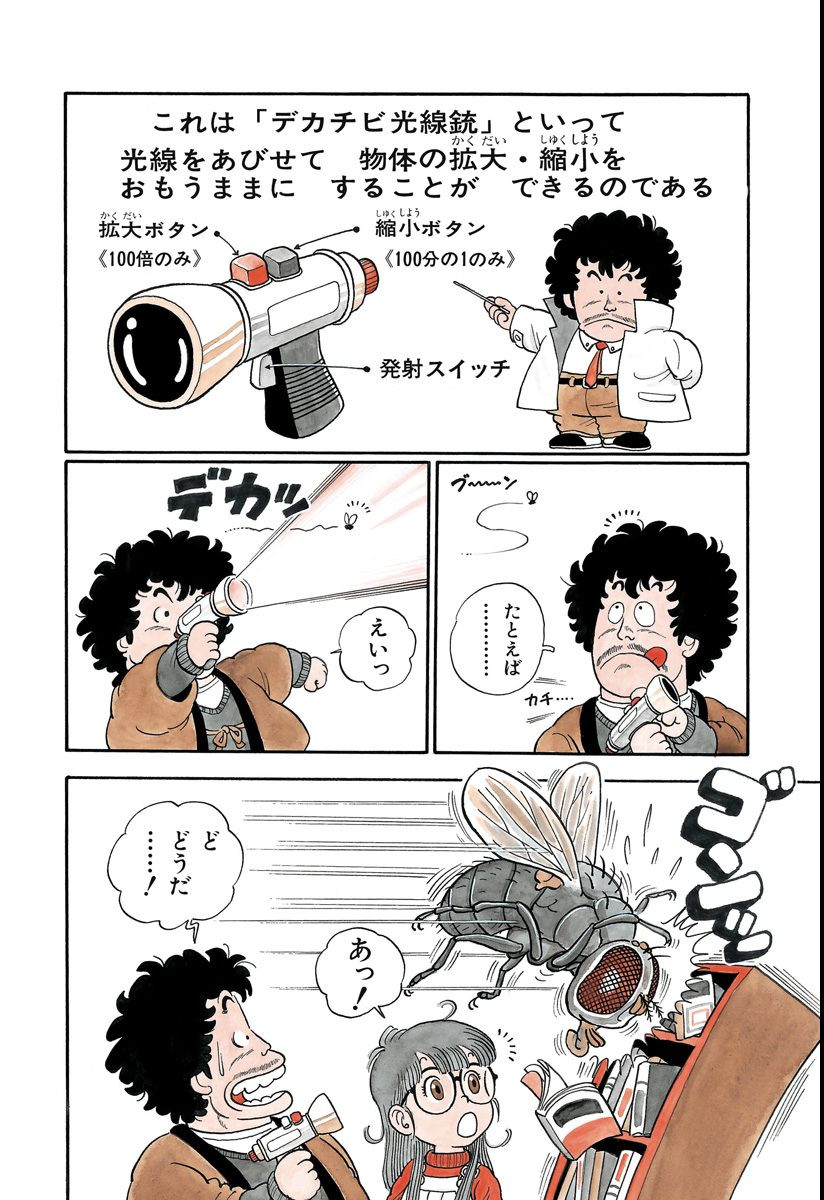 これは「デカチビ光線銃」といって
光線をあびせて 物体の拡大・縮小を
おもうままに することが できるのである
拡大ボタン
《100倍のみ》
縮小ボタン
《100分の1のみ》
発射スイッチ
ブ〜〜ン
たとえば
…………
カチ‥‥
デカッ
えいっ
ど
どうだ
……！
あっ！
ゴンッ